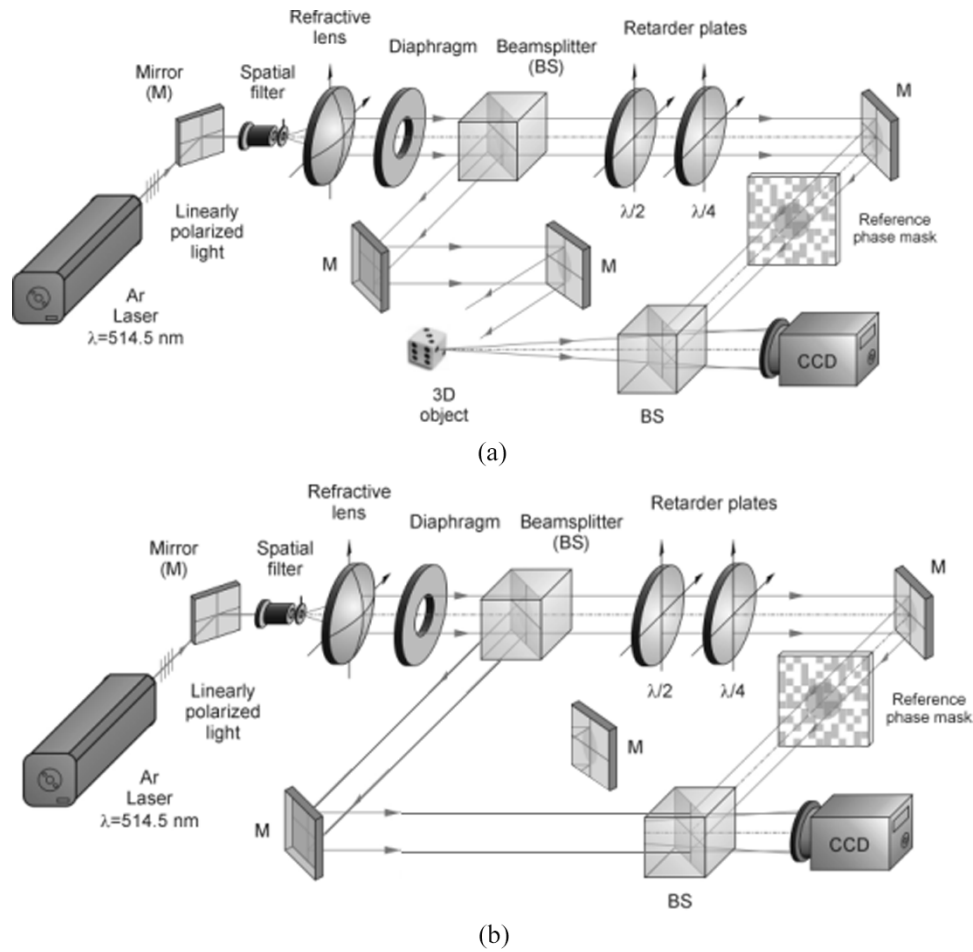 Refractive
lens
Diaphragm
Beamsplitter
(BS)
Retarder plates
Mirror
(M)
Spatial
filter
M
Linearly
polarized
light
λ/2
λ/4
Reference
phase mask
M
M
Ar
Laser
λ=514.5 nm
3D
object
BS
CCD
(a)
Refractive
lens
Diaphragm
Beamsplitter
(BS)
Retarder plates
Mirror
(M)
Spatial
filter
M
Linearly
polarized
light
λ/2
λ/4
Reference
phase mask
M
Ar
Laser
λ=514.5 nm
M
BS
CCD
(b)